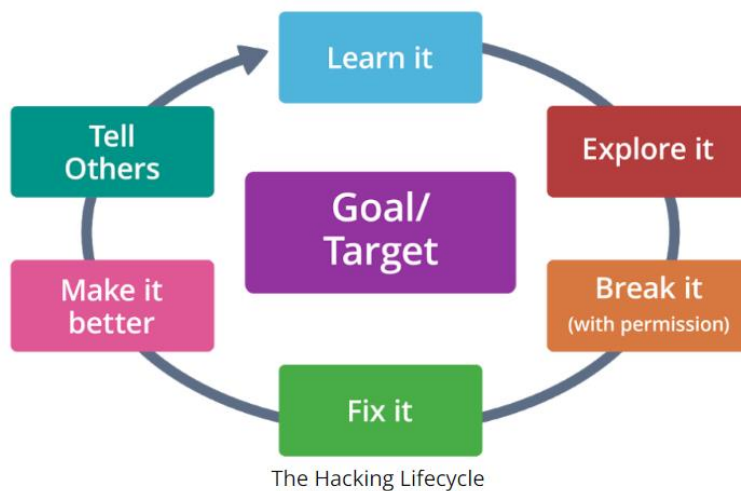 Learn it
Explore it
Break it
(with permission)
Fix it
Make it
better
Tell
Others
Goal/
Target
The Hacking Lifecycle